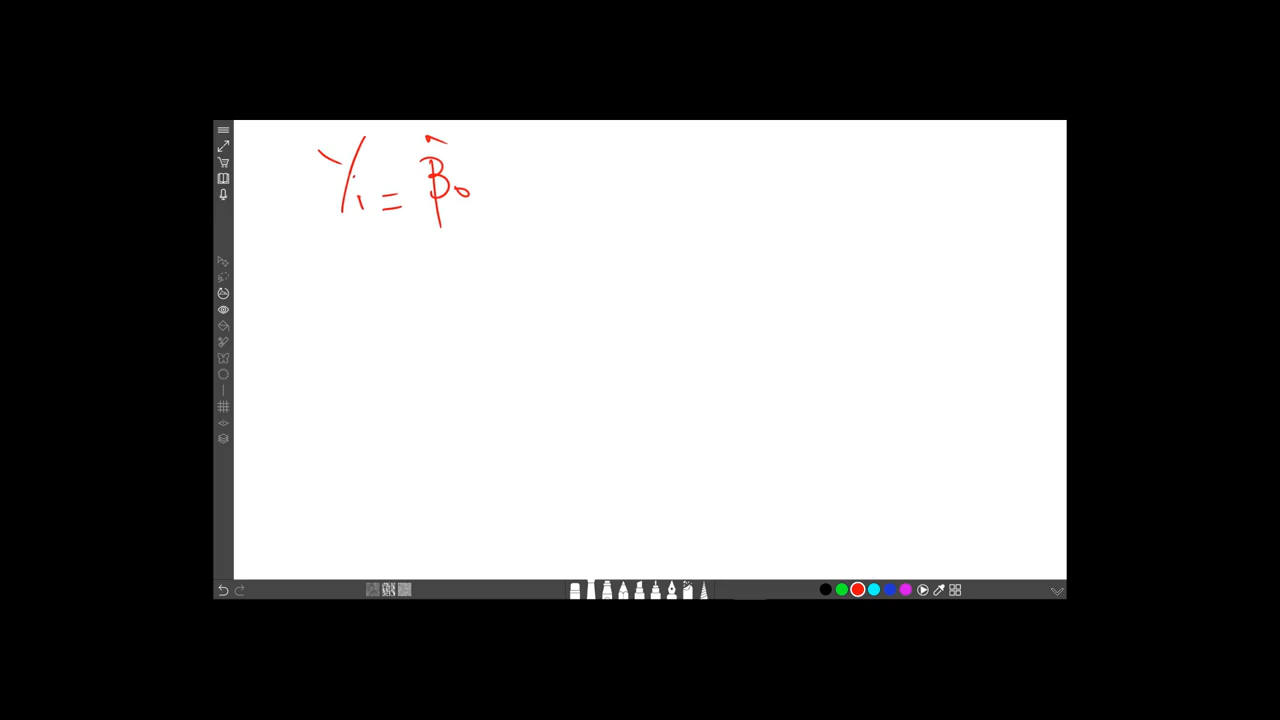 Yᵢ = β̂₀